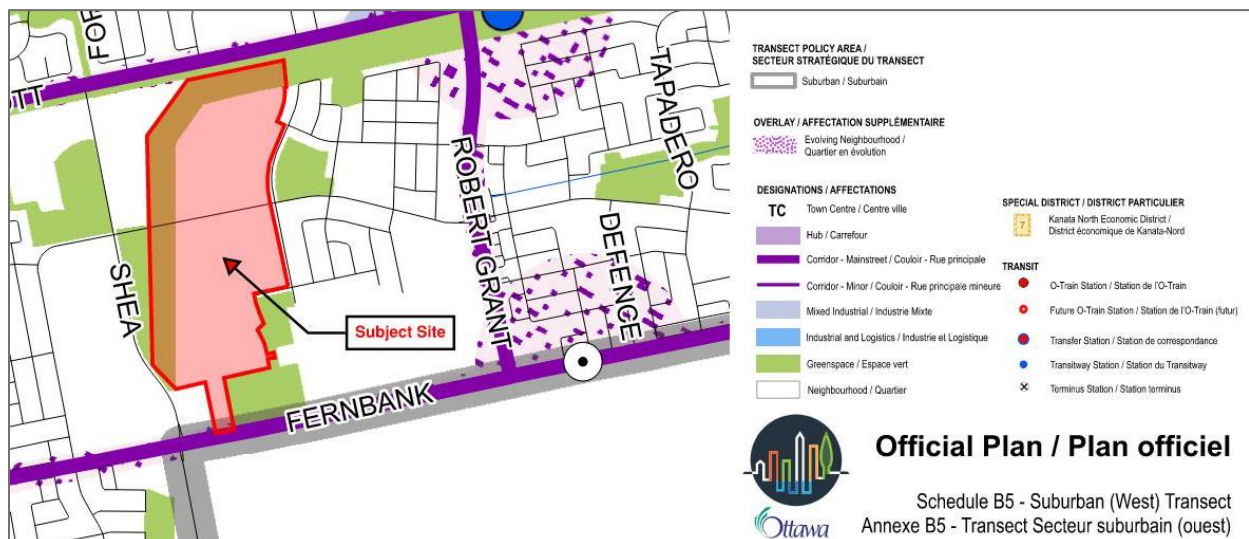 FOR
OTT
TAPADERO
ROBERT GRANT
DEFENCE
SHEA
Subject Site
FERNBANK
TRANSECT POLICY AREA /
SECTEUR STRATÉGIQUE DU TRANSECT
Suburban / Suburbain
OVERLAY / AFFECTATION SUPPLÉMENTAIRE
Evolving Neighbourhood /
Quartier en évolution
DESIGNATIONS / AFFECTATIONS
TC Town Centre / Centre ville
Hub / Carrefour
Corridor - Mainstreet / Couloir - Rue principale
Corridor - Minor / Couloir - Rue principale mineure
Mixed Industrial / Industrie Mixte
Industrial and Logistics / Industrie et Logistique
Greenspace / Espace vert
Neighbourhood / Quartier
SPECIAL DISTRICT / DISTRICT PARTICULIER
7 Kanata North Economic District /
District économique de Kanata-Nord
TRANSIT
O-Train Station / Station de l'O-Train
Future O-Train Station / Station de l'O-Train (futur)
Transfer Station / Station de correspondance
Transitway Station / Station du Transitway
Terminus Station / Station terminus
Official Plan / Plan officiel
Ottawa
Schedule B5 - Suburban (West) Transect
Annexe B5 - Transect Secteur suburbain (ouest)